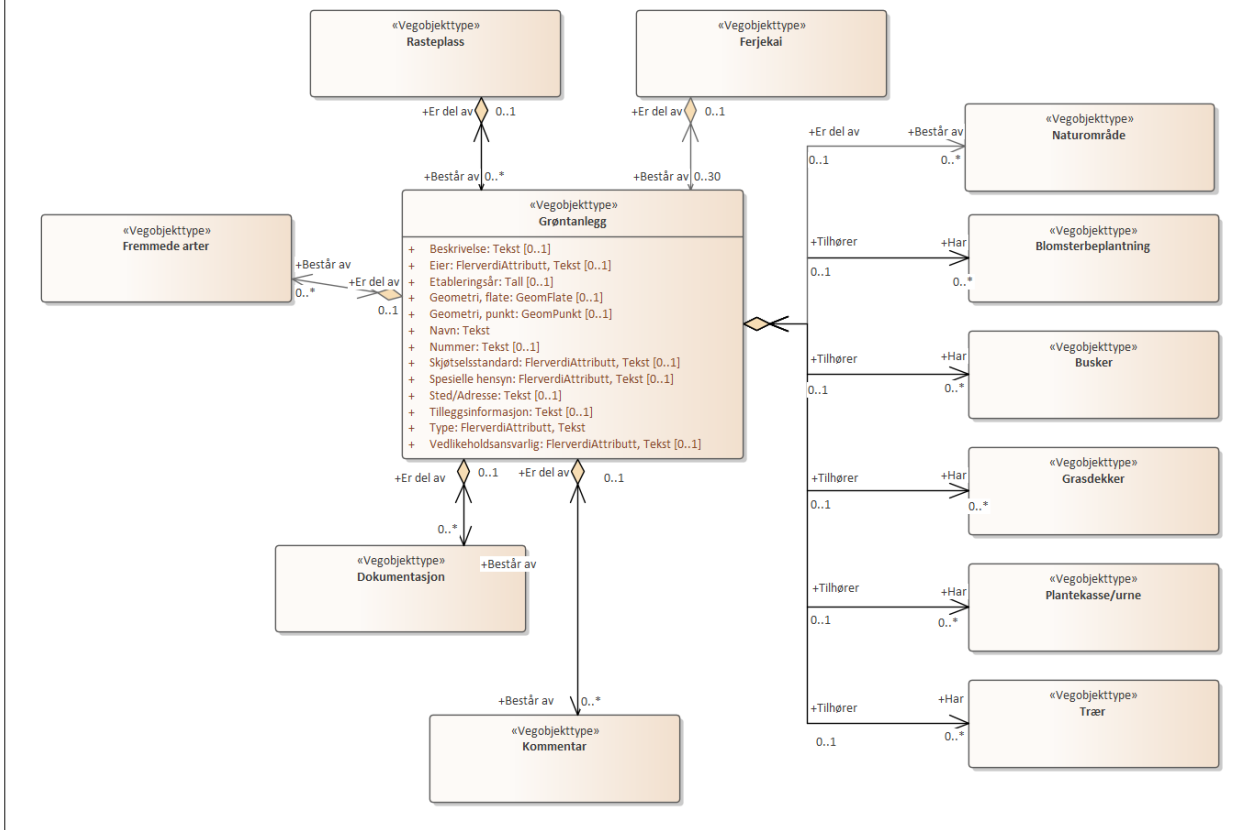 «Vegobjekttype»
Rasteplass
«Vegobjekttype»
Ferjekai
+Er del av 0..1
+Er del av 0..1
+Består av 0..*
+Består av 0..30
«Vegobjekttype»
Naturområde
+Er del av +Består av
0..1 0..*
«Vegobjekttype»
Fremmede arter
+Består av
0..*
+Er del av
0..1
«Vegobjekttype»
Grøntanlegg
+ Beskrivelse: Tekst [0..1]
+ Eier: FlerverdiAttributt, Tekst [0..1]
+ Etableringsår: Tall [0..1]
+ Geometri, flate: GeomFlate [0..1]
+ Geometri, punkt: GeomPunkt [0..1]
+ Navn: Tekst
+ Nummer: Tekst [0..1]
+ Skjøtselsstandard: FlerverdiAttributt, Tekst [0..1]
+ Spesielle hensyn: FlerverdiAttributt, Tekst [0..1]
+ Sted/Adresse: Tekst [0..1]
+ Tilleggsinformasjon: Tekst [0..1]
+ Type: FlerverdiAttributt, Tekst
+ Vedlikeholdsansvarlig: FlerverdiAttributt, Tekst [0..1]
«Vegobjekttype»
Blomsterbeplantning
+Tilhører +Har
0..1 0..*
«Vegobjekttype»
Busker
+Tilhører +Har
0..1 0..*
«Vegobjekttype»
Grasdekker
+Tilhører +Har
0..1 0..*
«Vegobjekttype»
Plantekasse/urne
+Tilhører +Har
0..1 0..*
«Vegobjekttype»
Trær
+Tilhører +Har
0..1 0..*
+Er del av 0..1
+Er del av 0..1
0..*
+Består av
«Vegobjekttype»
Dokumentasjon
+Består av 0..*
«Vegobjekttype»
Kommentar